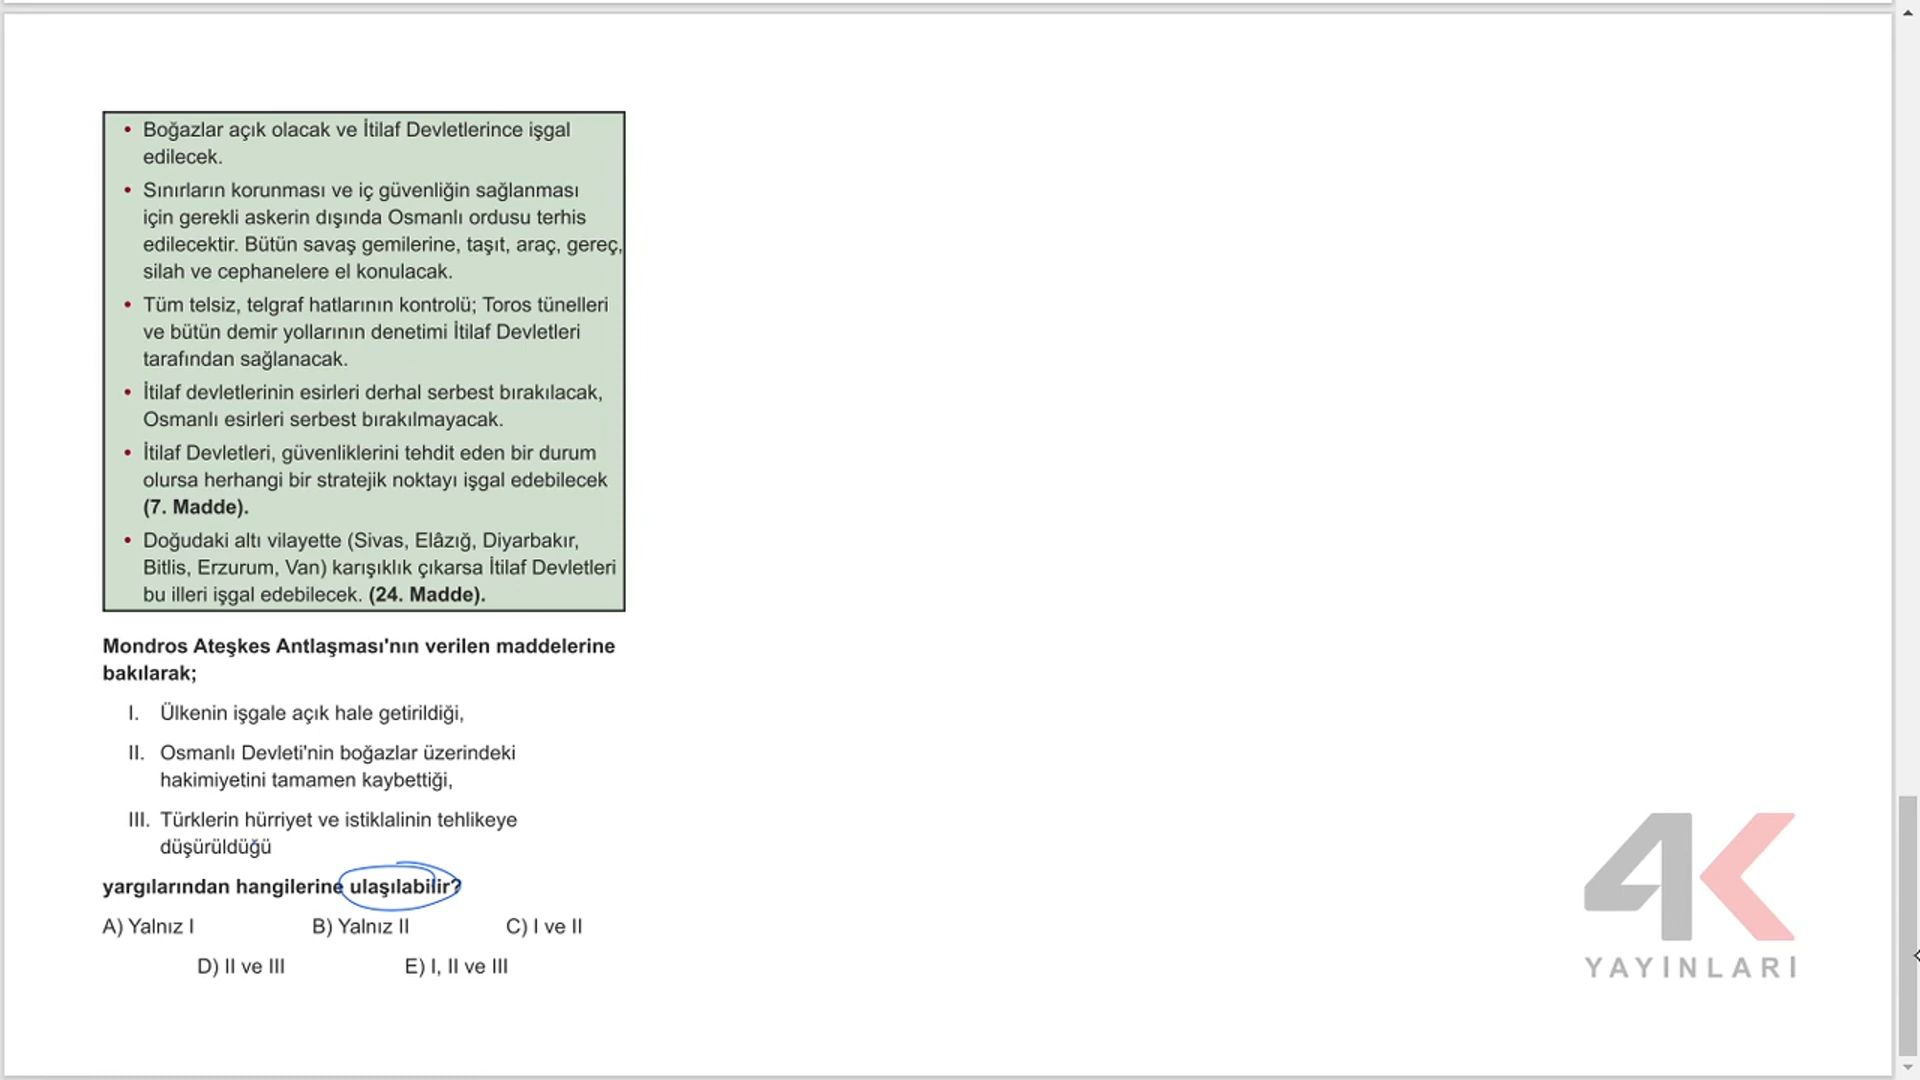 • Boğazlar açık olacak ve İtilaf Devletlerince işgal
edilecek.
• Sınırların korunması ve iç güvenliğin sağlanması
için gerekli askerin dışında Osmanlı ordusu terhis
edilecektir. Bütün savaş gemilerine, taşıt, araç, gereç,
silah ve cephanelere el konulacak.
• Tüm telsiz, telgraf hatlarının kontrolü; Toros tünelleri
ve bütün demir yollarının denetimi İtilaf Devletleri
tarafından sağlanacak.
• İtilaf devletlerinin esirleri derhal serbest bırakılacak,
Osmanlı esirleri serbest bırakılmayacak.
• İtilaf Devletleri, güvenliklerini tehdit eden bir durum
olursa herhangi bir stratejik noktayı işgal edebilecek
(7. Madde).
• Doğudaki altı vilayette (Sivas, Elâzığ, Diyarbakır,
Bitlis, Erzurum, Van) karışıklık çıkarsa İtilaf Devletleri
bu illeri işgal edebilecek. (24. Madde).
Mondros Ateşkes Antlaşması'nın verilen maddelerine
bakılarak;
I. Ülkenin işgale açık hale getirildiği,
II. Osmanlı Devleti'nin boğazlar üzerindeki
hakimiyetini tamamen kaybettiği,
III. Türklerin hürriyet ve istiklalinin tehlikeye
düşürüldüğü
yargılarından hangilerine ulaşılabilir?
A) Yalnız I B) Yalnız II C) I ve II
D) II ve III E) I, II ve III
4K
YAYINLARI